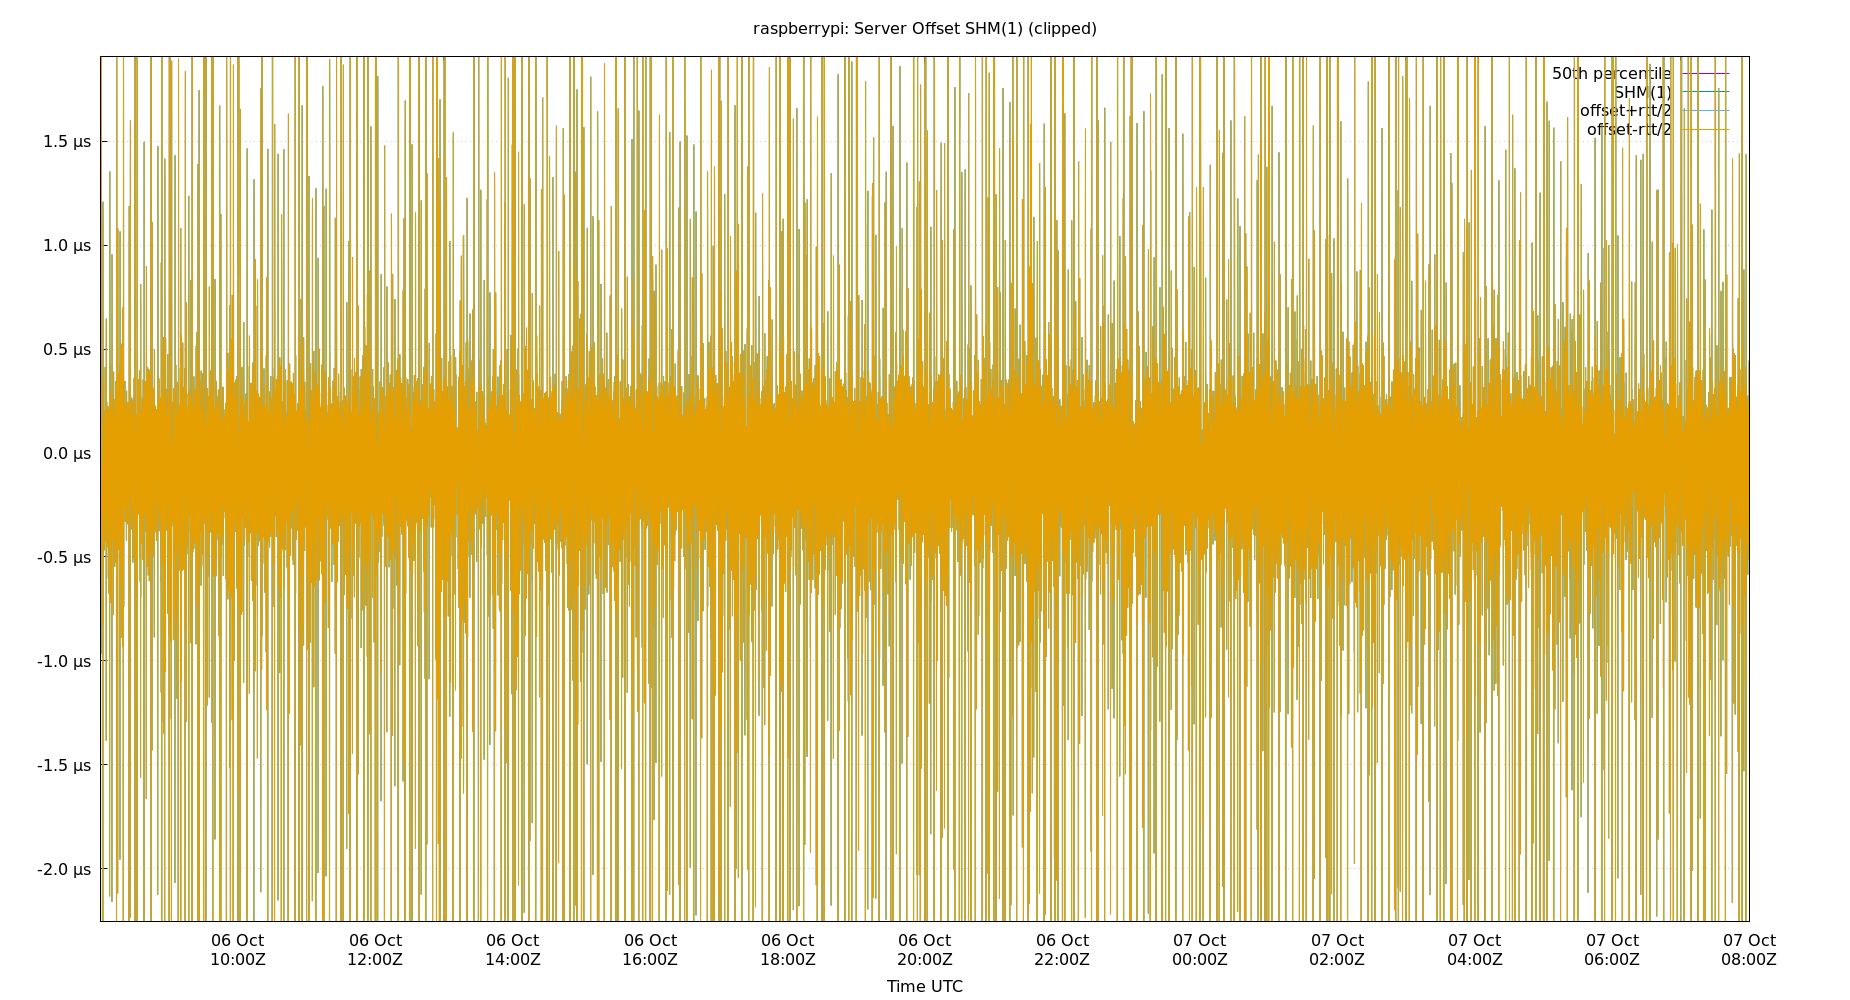 raspberrypi: Server Offset SHM(1) (clipped)
50th percentile
SHM(1)
offset+rtt/2
offset-rtt/2
1.5 µs
1.0 µs
0.5 µs
0.0 µs
-0.5 µs
-1.0 µs
-1.5 µs
-2.0 µs
06 Oct 06 Oct 06 Oct 06 Oct 06 Oct 06 Oct 06 Oct 07 Oct 07 Oct 07 Oct 07 Oct 07 Oct
10:00Z 12:00Z 14:00Z 16:00Z 18:00Z 20:00Z 22:00Z 00:00Z 02:00Z 04:00Z 06:00Z 08:00Z
Time UTC